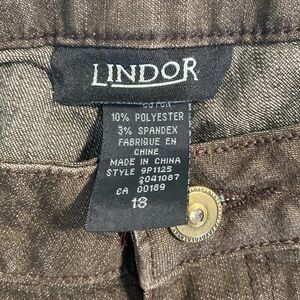 LINDOR
10% POLYESTER
3% SPANDEX
FABRIQUE EN
CHINE
MADE IN CHINA
STYLE 9P1125
3041087
CA 00189
18